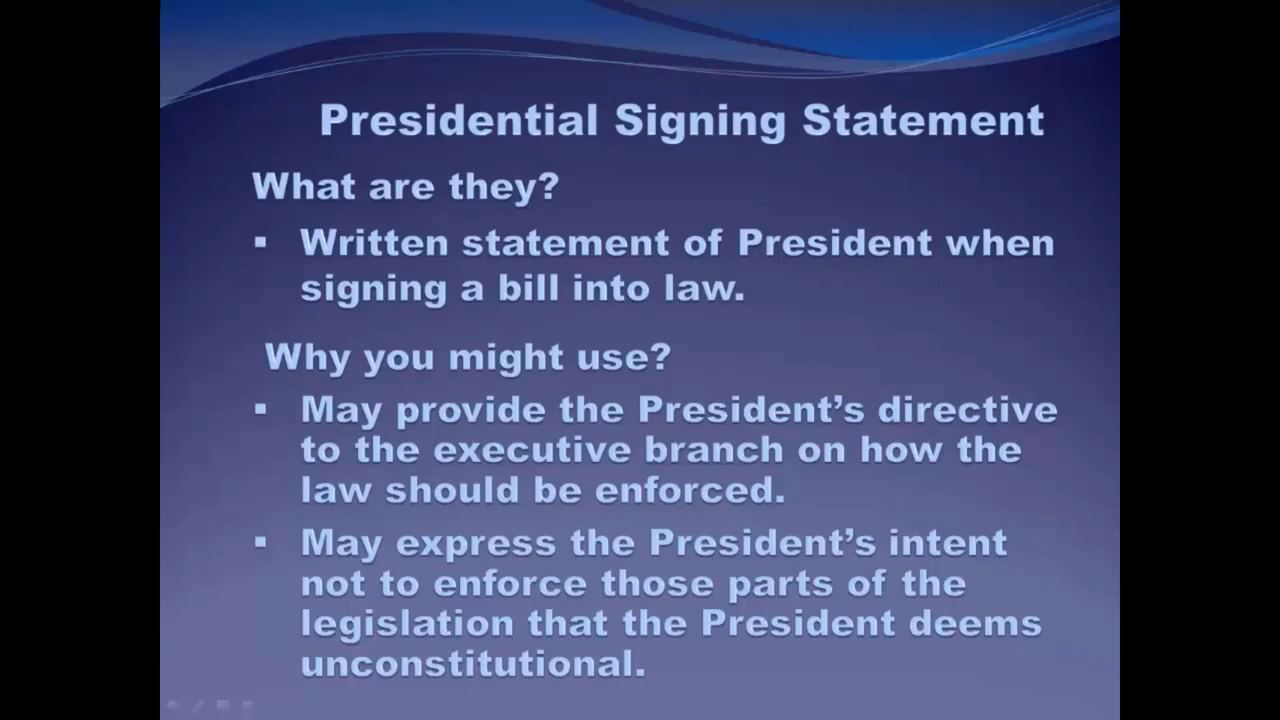 Presidential Signing Statement
What are they?
▪ Written statement of President when
signing a bill into law.
Why you might use?
▪ May provide the President’s directive
to the executive branch on how the
law should be enforced.
▪ May express the President’s intent
not to enforce those parts of the
legislation that the President deems
unconstitutional.